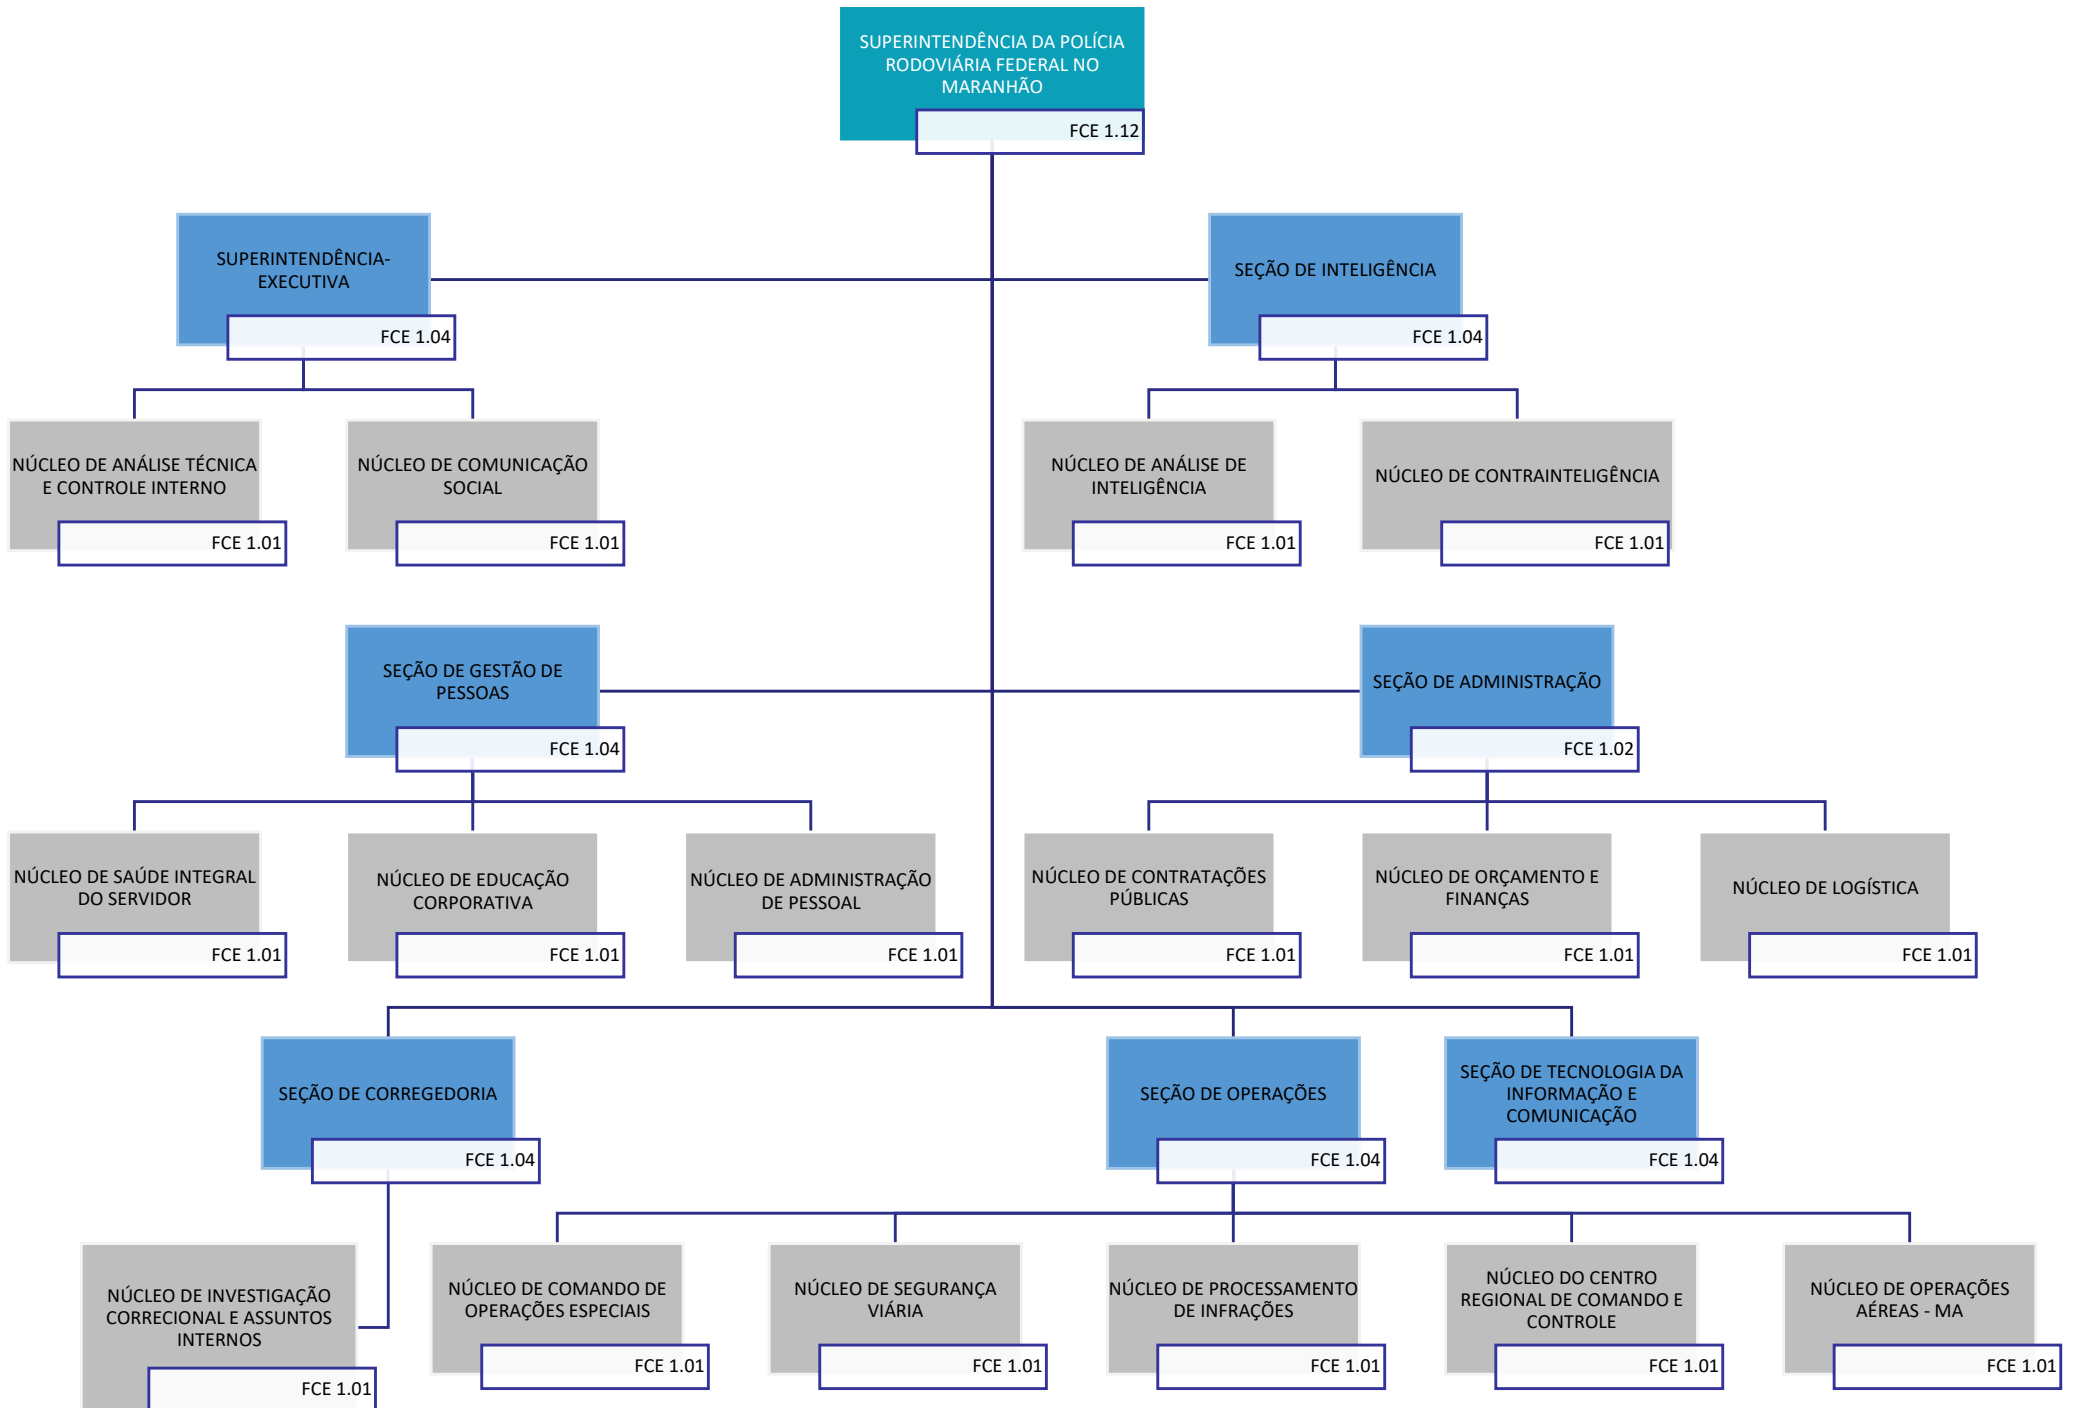 SUPERINTENDÊNCIA DA POLÍCIA
RODOVIÁRIA FEDERAL NO
MARANHÃO
FCE 1.12
SUPERINTENDÊNCIA-
EXECUTIVA
FCE 1.04
SEÇÃO DE INTELIGÊNCIA
FCE 1.04
NÚCLEO DE ANÁLISE TÉCNICA
E CONTROLE INTERNO
FCE 1.01
NÚCLEO DE COMUNICAÇÃO
SOCIAL
FCE 1.01
NÚCLEO DE ANÁLISE DE
INTELIGÊNCIA
FCE 1.01
NÚCLEO DE CONTRAINTELIGÊNCIA
FCE 1.01
SEÇÃO DE GESTÃO DE
PESSOAS
FCE 1.04
SEÇÃO DE ADMINISTRAÇÃO
FCE 1.02
NÚCLEO DE SAÚDE INTEGRAL
DO SERVIDOR
FCE 1.01
NÚCLEO DE EDUCAÇÃO
CORPORATIVA
FCE 1.01
NÚCLEO DE ADMINISTRAÇÃO
DE PESSOAL
FCE 1.01
NÚCLEO DE CONTRATAÇÕES
PÚBLICAS
FCE 1.01
NÚCLEO DE ORÇAMENTO E
FINANÇAS
FCE 1.01
NÚCLEO DE LOGÍSTICA
FCE 1.01
SEÇÃO DE CORREGEDORIA
FCE 1.04
SEÇÃO DE OPERAÇÕES
FCE 1.04
SEÇÃO DE TECNOLOGIA DA
INFORMAÇÃO E
COMUNICAÇÃO
FCE 1.04
NÚCLEO DE INVESTIGAÇÃO
CORRECIONAL E ASSUNTOS
INTERNOS
FCE 1.01
NÚCLEO DE COMANDO DE
OPERAÇÕES ESPECIAIS
FCE 1.01
NÚCLEO DE SEGURANÇA
VIÁRIA
FCE 1.01
NÚCLEO DE PROCESSAMENTO
DE INFRAÇÕES
FCE 1.01
NÚCLEO DO CENTRO
REGIONAL DE COMANDO E
CONTROLE
FCE 1.01
NÚCLEO DE OPERAÇÕES
AÉREAS - MA
FCE 1.01